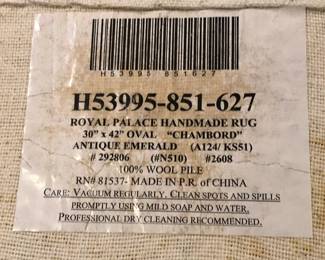 H53995 851627
H53995-851-627
ROYAL PALACE HANDMADE RUG
30" x 42" OVAL "CHAMBORD"
ANTIQUE EMERALD (A124/ KS51)
# 292806 (#N510) #2608
100% WOOL PILE
RN# 81537- MADE IN P.R. of CHINA
CARE: VACUUM REGULARLY. CLEAN SPOTS AND SPILLS
PROMPTLY USING MILD SOAP AND WATER.
PROFESSIONAL DRY CLEANING RECOMMENDED.